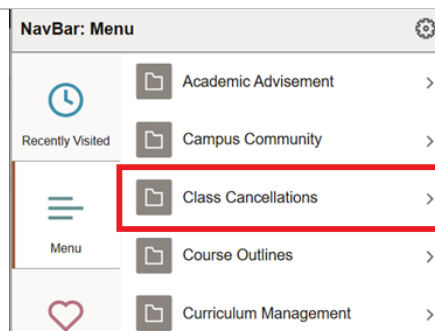 NavBar: Menu
Recently Visited
Menu
Academic Advisement
Campus Community
Class Cancellations
Course Outlines
Curriculum Management